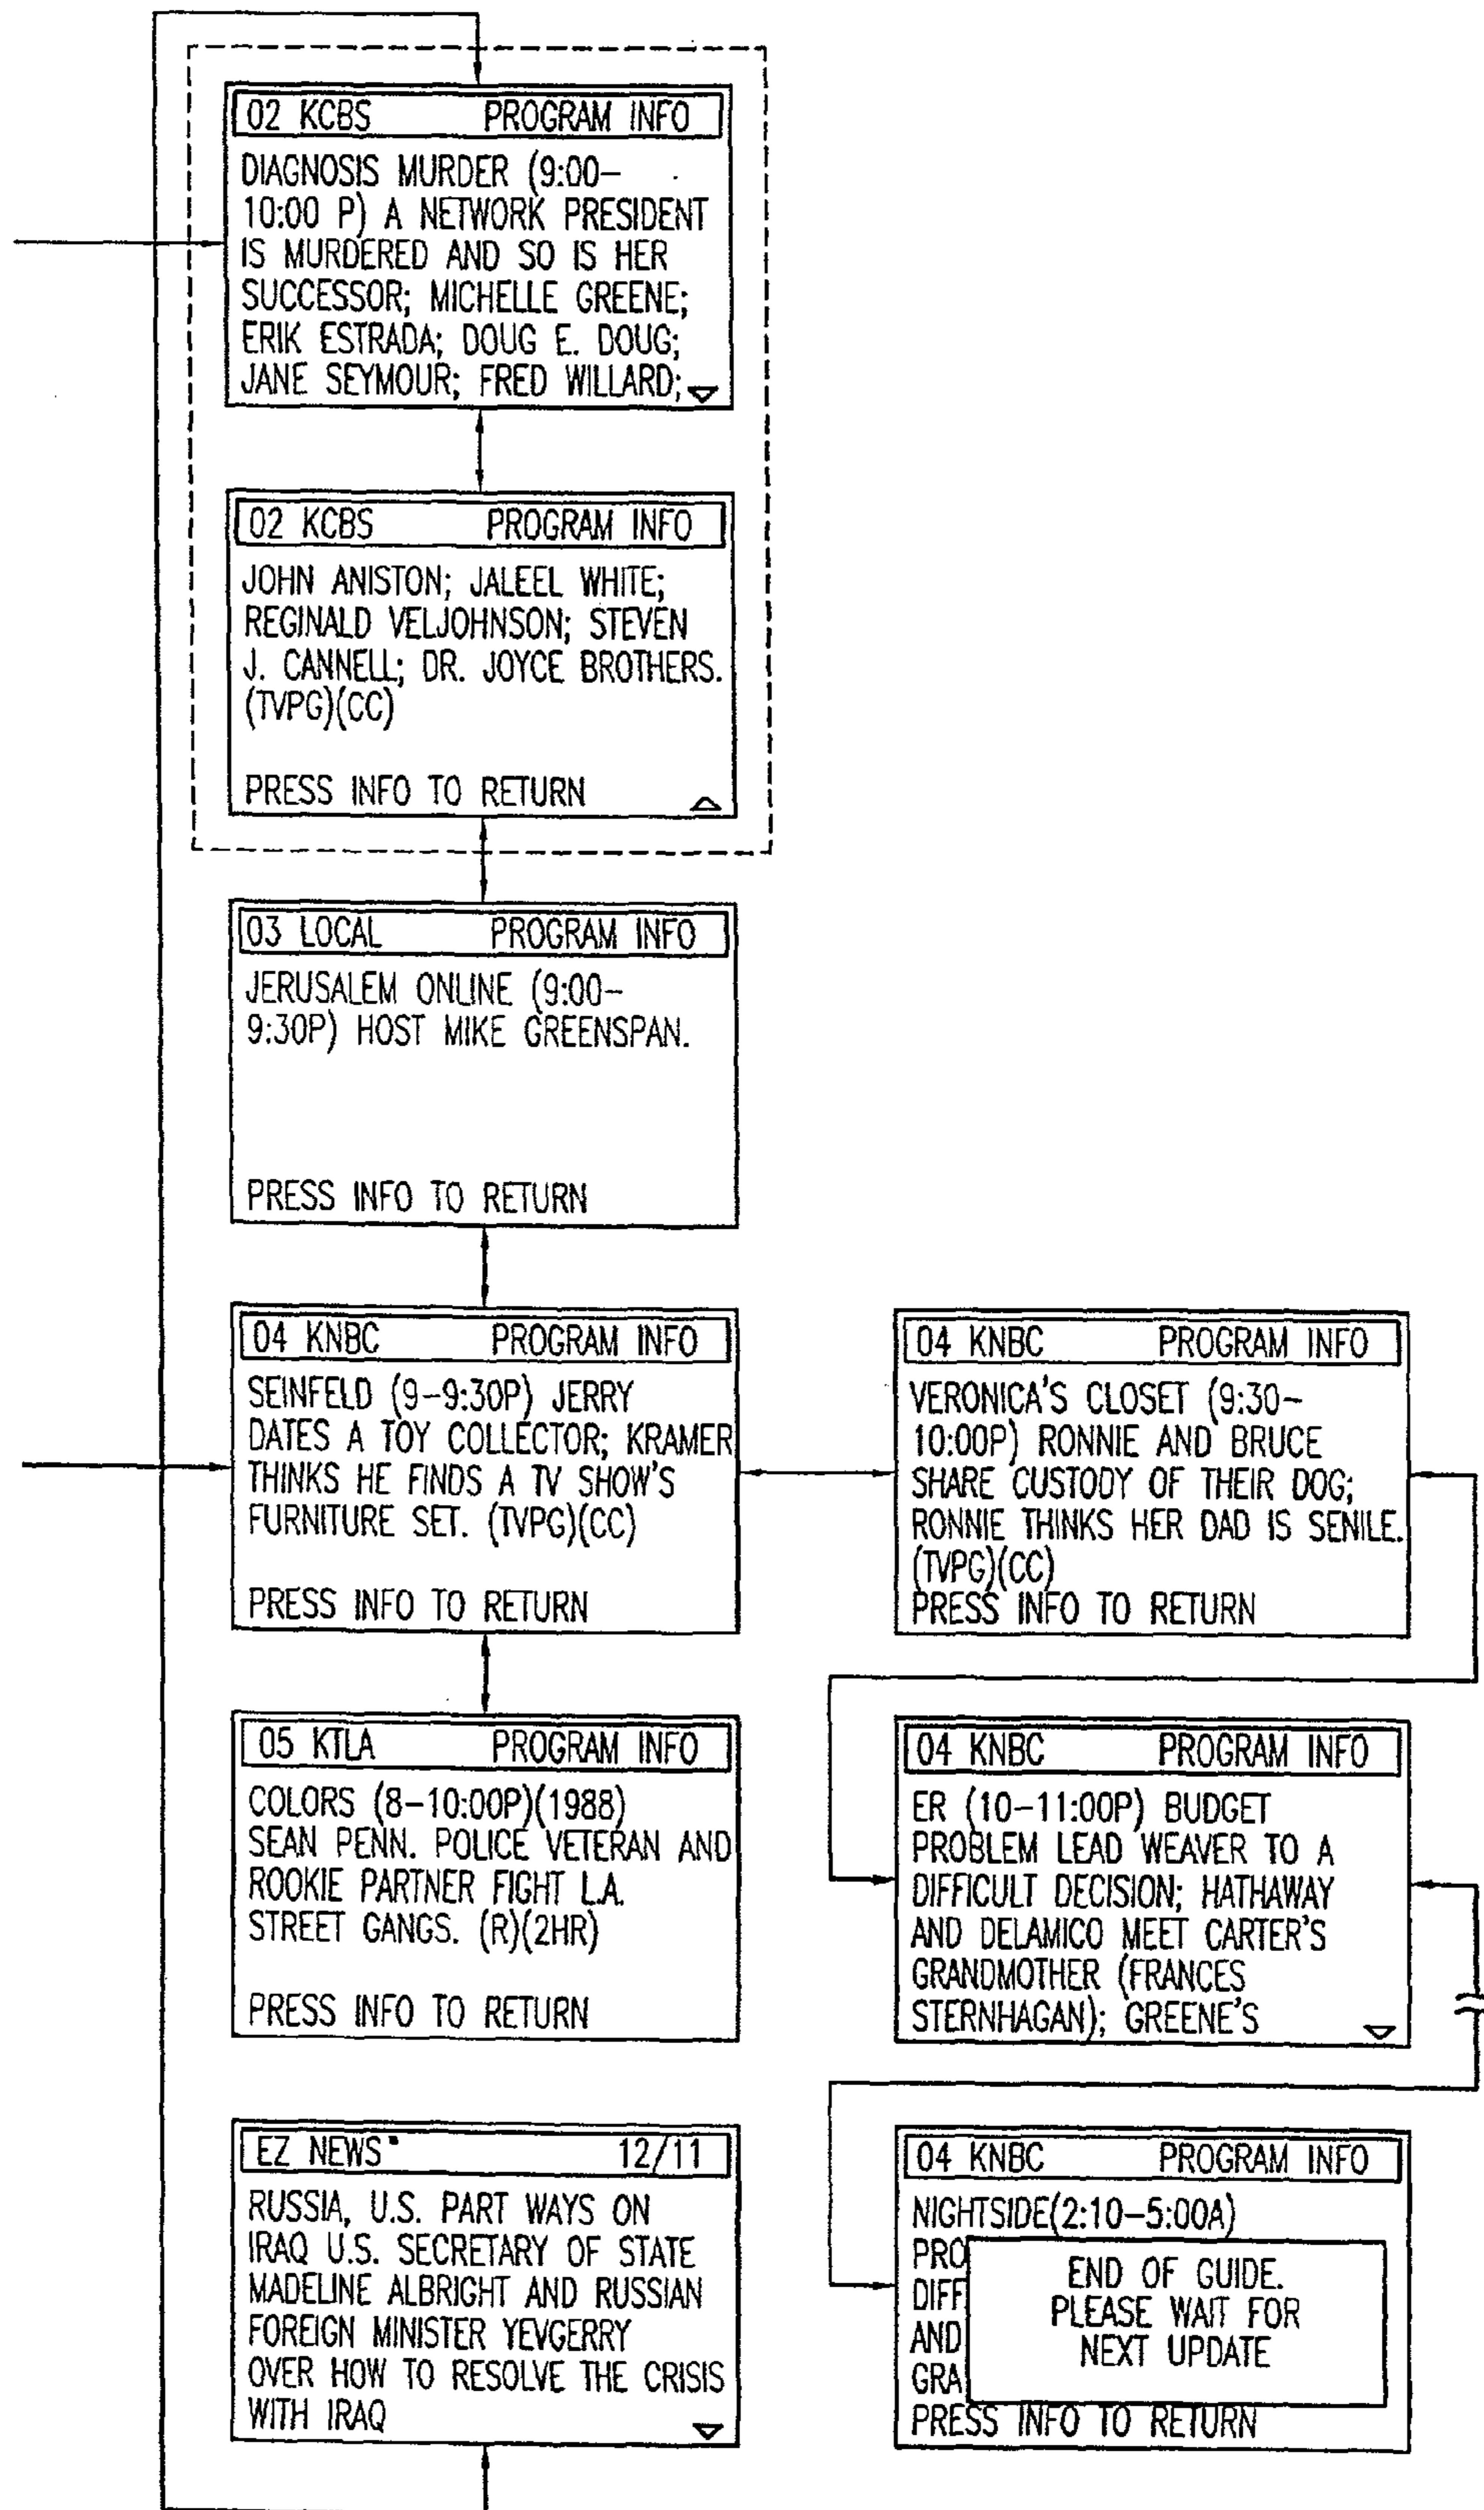 02 KCBS PROGRAM INFO
DIAGNOSIS MURDER (9:00–
10:00 P) A NETWORK PRESIDENT
IS MURDERED AND SO IS HER
SUCCESSOR; MICHELLE GREENE;
ERIK ESTRADA; DOUG E. DOUG;
JANE SEYMOUR; FRED WILLARD;
02 KCBS PROGRAM INFO
JOHN ANISTON; JALEEL WHITE;
REGINALD VELJOHNSON; STEVEN
J. CANNELL; DR. JOYCE BROTHERS.
(TVPG)(CC)
PRESS INFO TO RETURN
03 LOCAL PROGRAM INFO
JERUSALEM ONLINE (9:00–
9:30P) HOST MIKE GREENSPAN.
PRESS INFO TO RETURN
04 KNBC PROGRAM INFO
SEINFELD (9–9:30P) JERRY
DATES A TOY COLLECTOR; KRAMER
THINKS HE FINDS A TV SHOW'S
FURNITURE SET. (TVPG)(CC)
PRESS INFO TO RETURN
04 KNBC PROGRAM INFO
VERONICA'S CLOSET (9:30–
10:00P) RONNIE AND BRUCE
SHARE CUSTODY OF THEIR DOG;
RONNIE THINKS HER DAD IS SENILE.
(TVPG)(CC)
PRESS INFO TO RETURN
05 KTLA PROGRAM INFO
COLORS (8–10:00P)(1988)
SEAN PENN. POLICE VETERAN AND
ROOKIE PARTNER FIGHT L.A.
STREET GANGS. (R)(2HR)
PRESS INFO TO RETURN
04 KNBC PROGRAM INFO
ER (10–11:00P) BUDGET
PROBLEM LEAD WEAVER TO A
DIFFICULT DECISION; HATHAWAY
AND DELAMICO MEET CARTER'S
GRANDMOTHER (FRANCES
STERNHAGAN); GREENE'S
EZ NEWS 12/11
RUSSIA, U.S. PART WAYS ON
IRAQ U.S. SECRETARY OF STATE
MADELINE ALBRIGHT AND RUSSIAN
FOREIGN MINISTER YEVGERRY
OVER HOW TO RESOLVE THE CRISIS
WITH IRAQ
04 KNBC PROGRAM INFO
NIGHTSIDE(2:10–5:00A)
PRO
DIFF
AND
GRA
END OF GUIDE.
PLEASE WAIT FOR
NEXT UPDATE
PRESS INFO TO RETURN